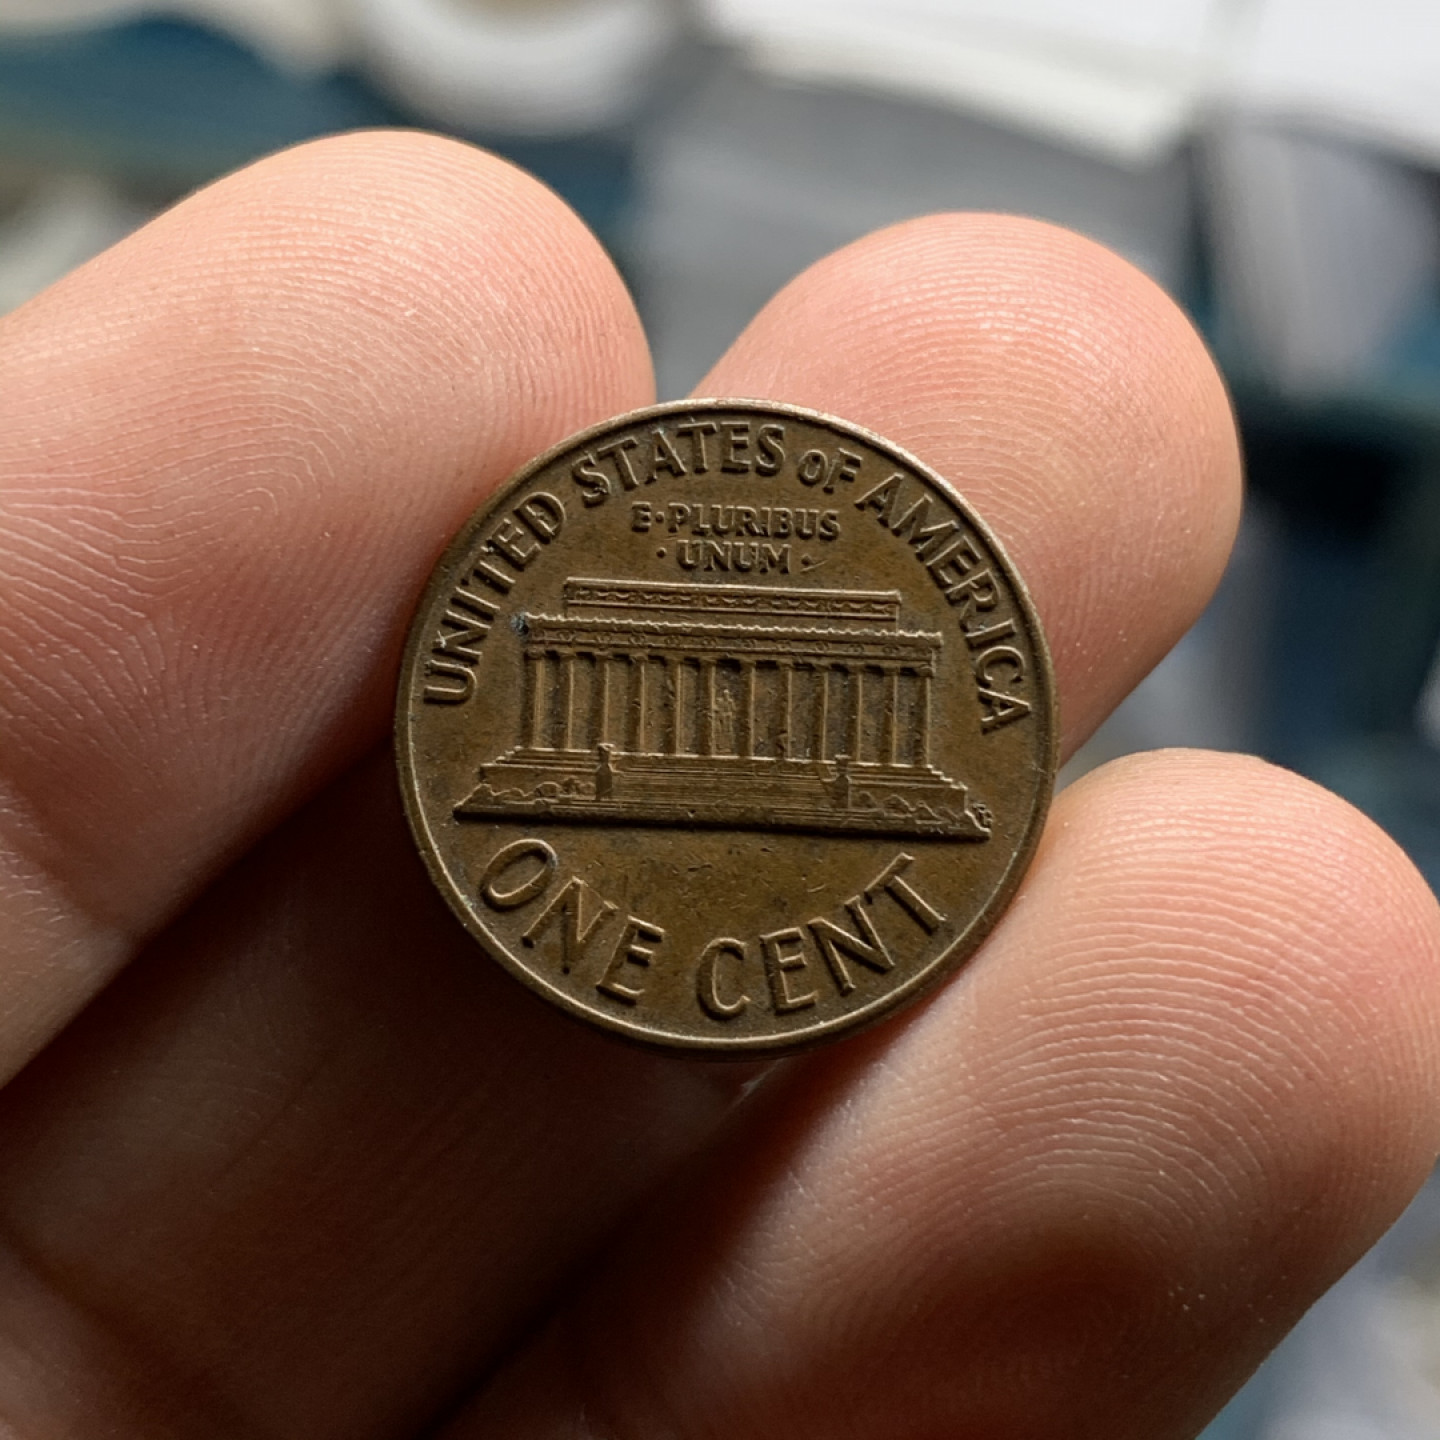 UNITED STATES OF AMERICA
E·PLURIBUS
·UNUM·
ONE CENT